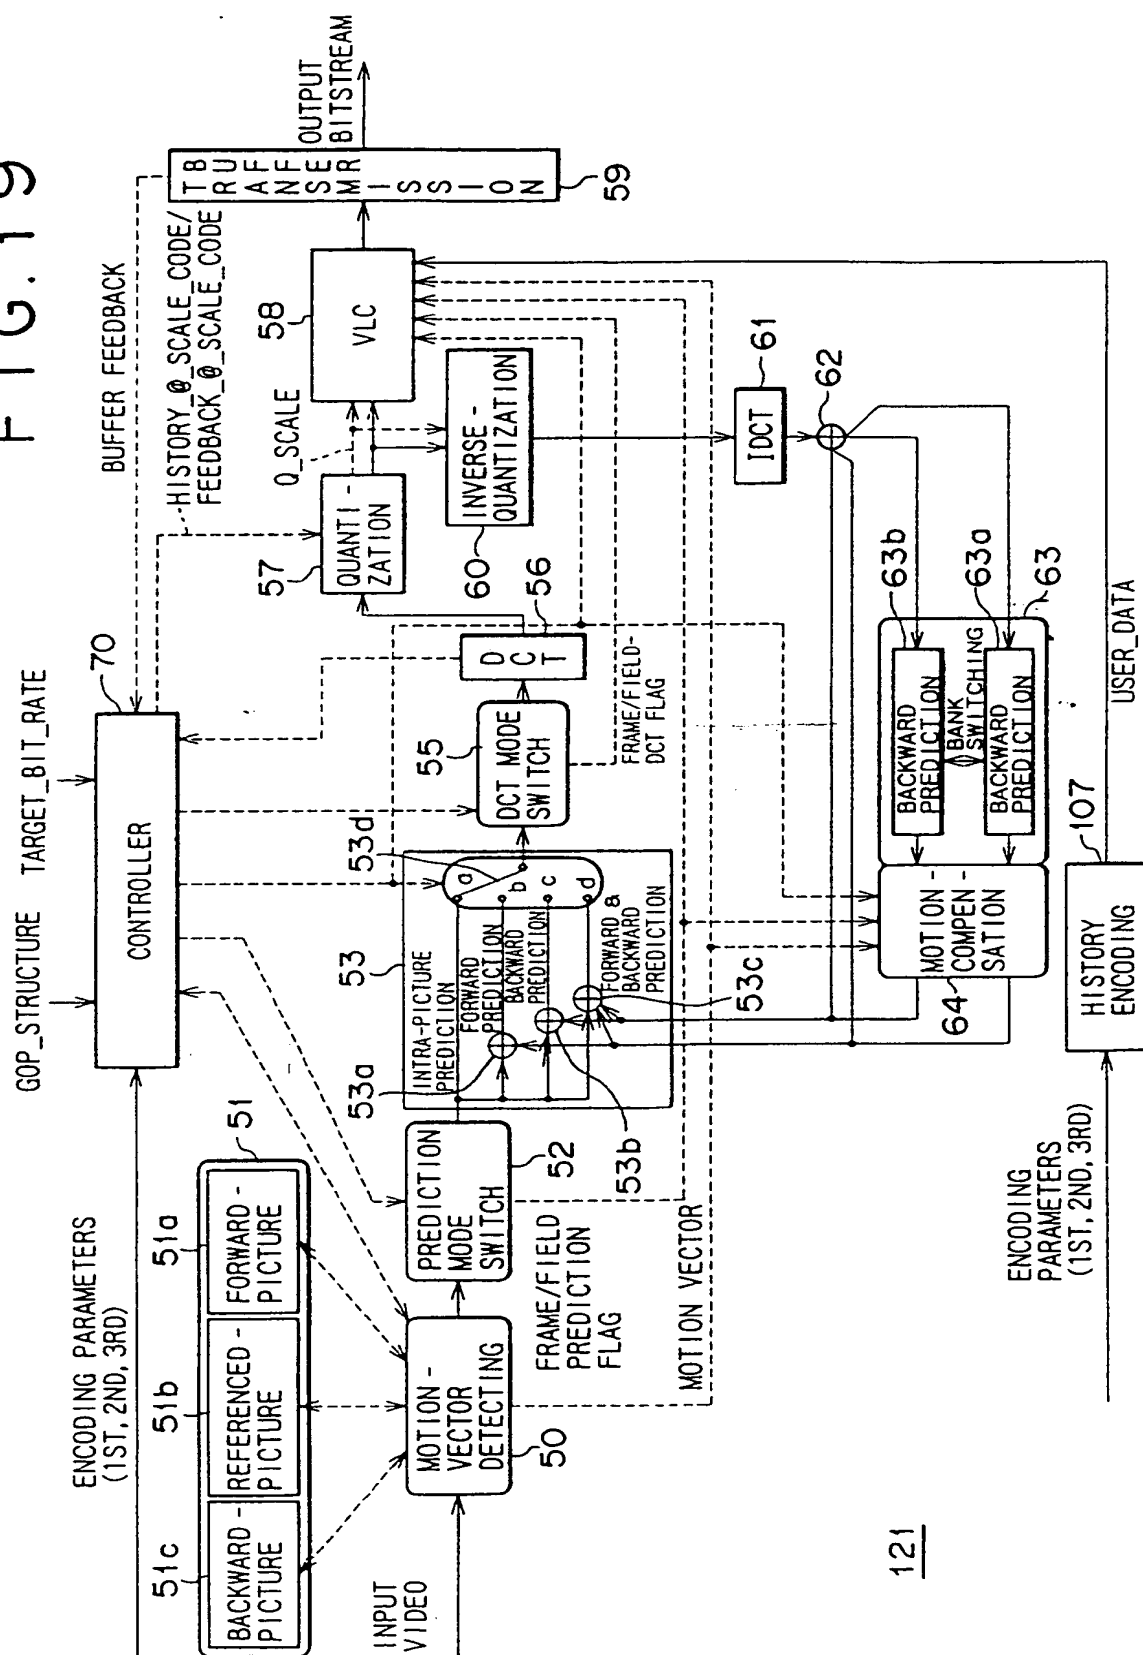 FIG.19
GOP_STRUCTURE
TARGET_BIT_RATE
BUFFER FEEDBACK
ENCODING PARAMETERS
(1ST, 2ND, 3RD)
CONTROLLER
70
HISTORY_@_SCALE_CODE/
FEEDBACK_@_SCALE_CODE
51c
51b
51a
51
BACKWARD-
PICTURE
REFERENCED-
PICTURE
FORWARD-
PICTURE
57
QUANTI-
ZATION
Q_SCALE
58
VLC
TRANSMISSION
BUFFER
59
OUTPUT
BITSTREAM
INPUT
VIDEO
MOTION-
VECTOR
DETECTING
50
PREDICTION
MODE
SWITCH
52
53
INTRA-PICTURE
PREDICTION
FORWARD
PREDICTION
BACKWARD
PREDICTION
FORWARD &
BACKWARD
PREDICTION
53a
53b
53c
53d
a
b
c
d
55
DCT MODE
SWITCH
DCT
56
60
INVERSE-
QUANTIZATION
FRAME/FIELD
PREDICTION
FLAG
FRAME/FIELD-
DCT FLAG
MOTION VECTOR
IDCT
61
62
64
MOTION-
COMPEN-
SATION
BACKWARD
PREDICTION
63b
BANK
SWITCHING
BACKWARD
PREDICTION
63a
63
ENCODING
PARAMETERS
(1ST, 2ND, 3RD)
HISTORY
ENCODING
107
USER_DATA
121